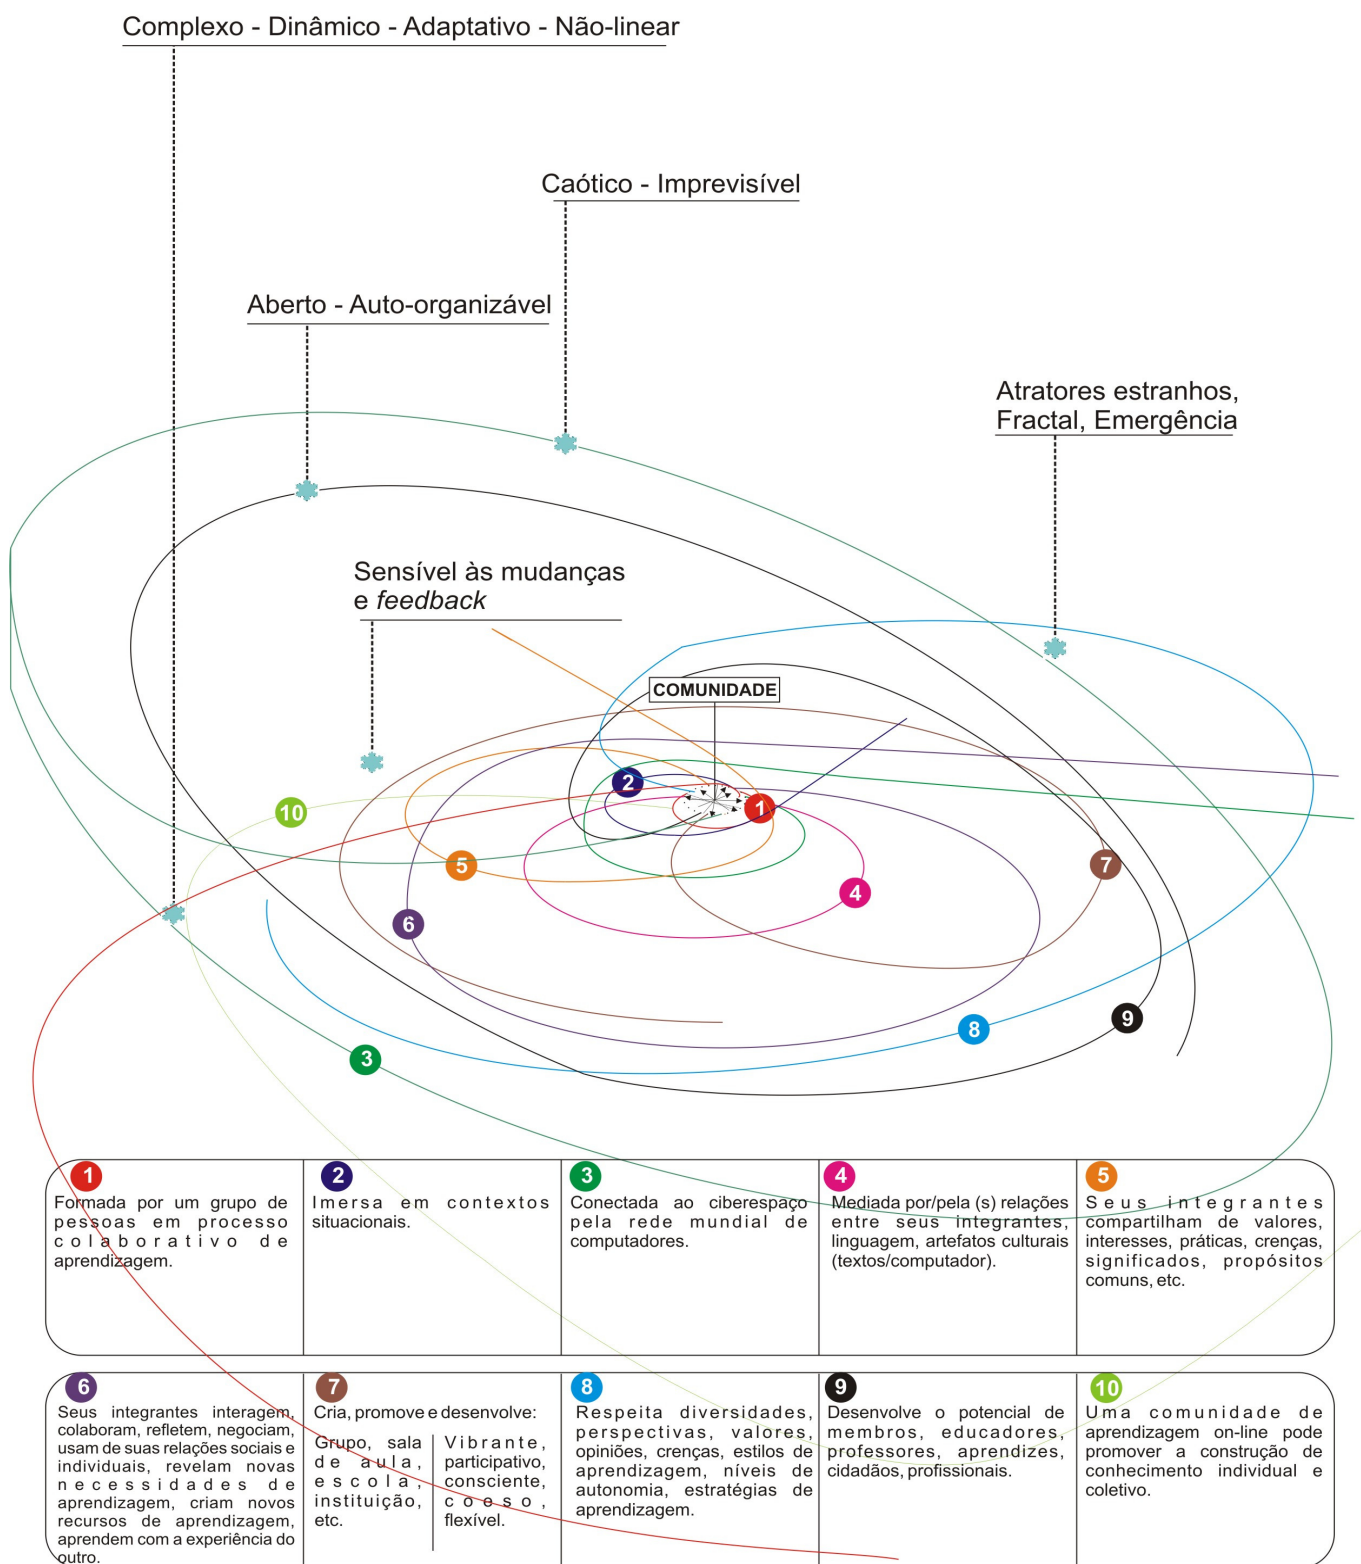 Complexo - Dinâmico - Adaptativo - Não-linear
Caótico - Imprevisível
Aberto - Auto-organizável
Atratores estranhos,
Fractal, Emergência
Sensível às mudanças
e feedback
COMUNIDADE
2
1
10
5
7
4
6
9
8
3
1
Formada por um grupo de
pessoas em processo
colaborativo de
aprendizagem.
2
Imersa em contextos
situacionais.
3
Conectada ao ciberespaço
pela rede mundial de
computadores.
4
Mediada por/pela (s) relações
entre seus integrantes,
linguagem, artefatos culturais
(textos/computador).
5
Seus integrantes
compartilham de valores,
interesses, práticas, crenças,
significados, propósitos
comuns, etc.
6
Seus integrantes interagem,
colaboram, refletem, negociam,
usam de suas relações sociais e
individuais, revelam novas
necessidades de
aprendizagem, criam novos
recursos de aprendizagem,
aprendem com a experiência do
outro.
7
Cria, promove e desenvolve:
Grupo, sala
de aula,
escola,
instituição,
etc.
Vibrante,
participativo,
consciente,
coeso,
flexível.
8
Respeita diversidades,
perspectivas, valores,
opiniões, crenças, estilos de
aprendizagem, níveis de
autonomia, estratégias de
aprendizagem.
9
Desenvolve o potencial de
membros, educadores,
professores, aprendizes,
cidadãos, profissionais.
10
Uma comunidade de
aprendizagem on-line pode
promover a construção de
conhecimento individual e
coletivo.